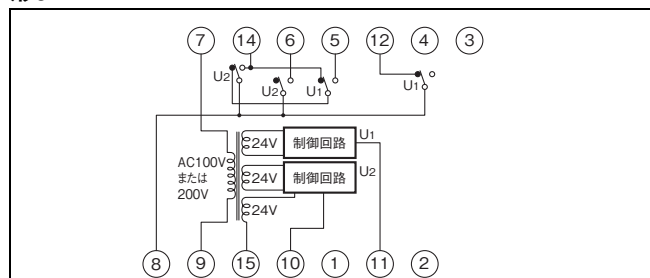 ⑦ ⑭ ⑥ ⑤ ⑫ ④ ③
U2 U2 U1 U1
24V 制御回路 U1
AC100V
または
200V
24V 制御回路 U2
24V
⑧ ⑨ ⑮ ⑩ ① ⑪ ②